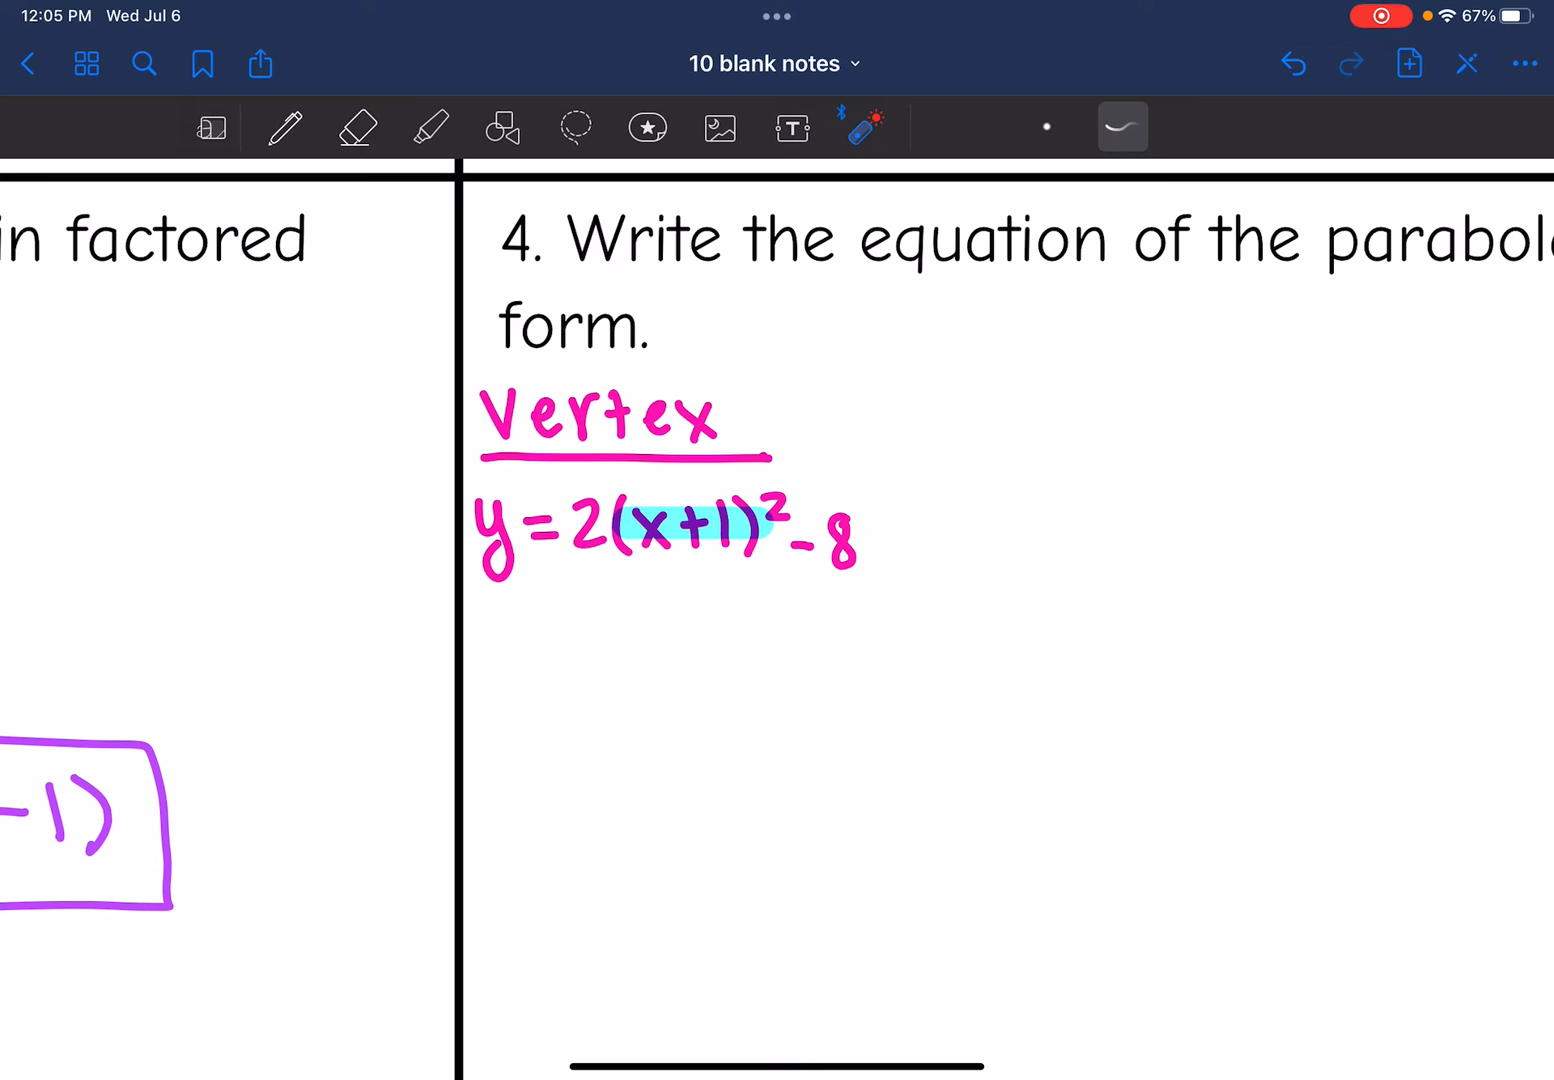 12:05 PM Wed Jul 6
67%
10 blank notes
T
in factored
4. Write the equation of the parabol
form.
Vertex
y=2(x+1)²-8
-1)